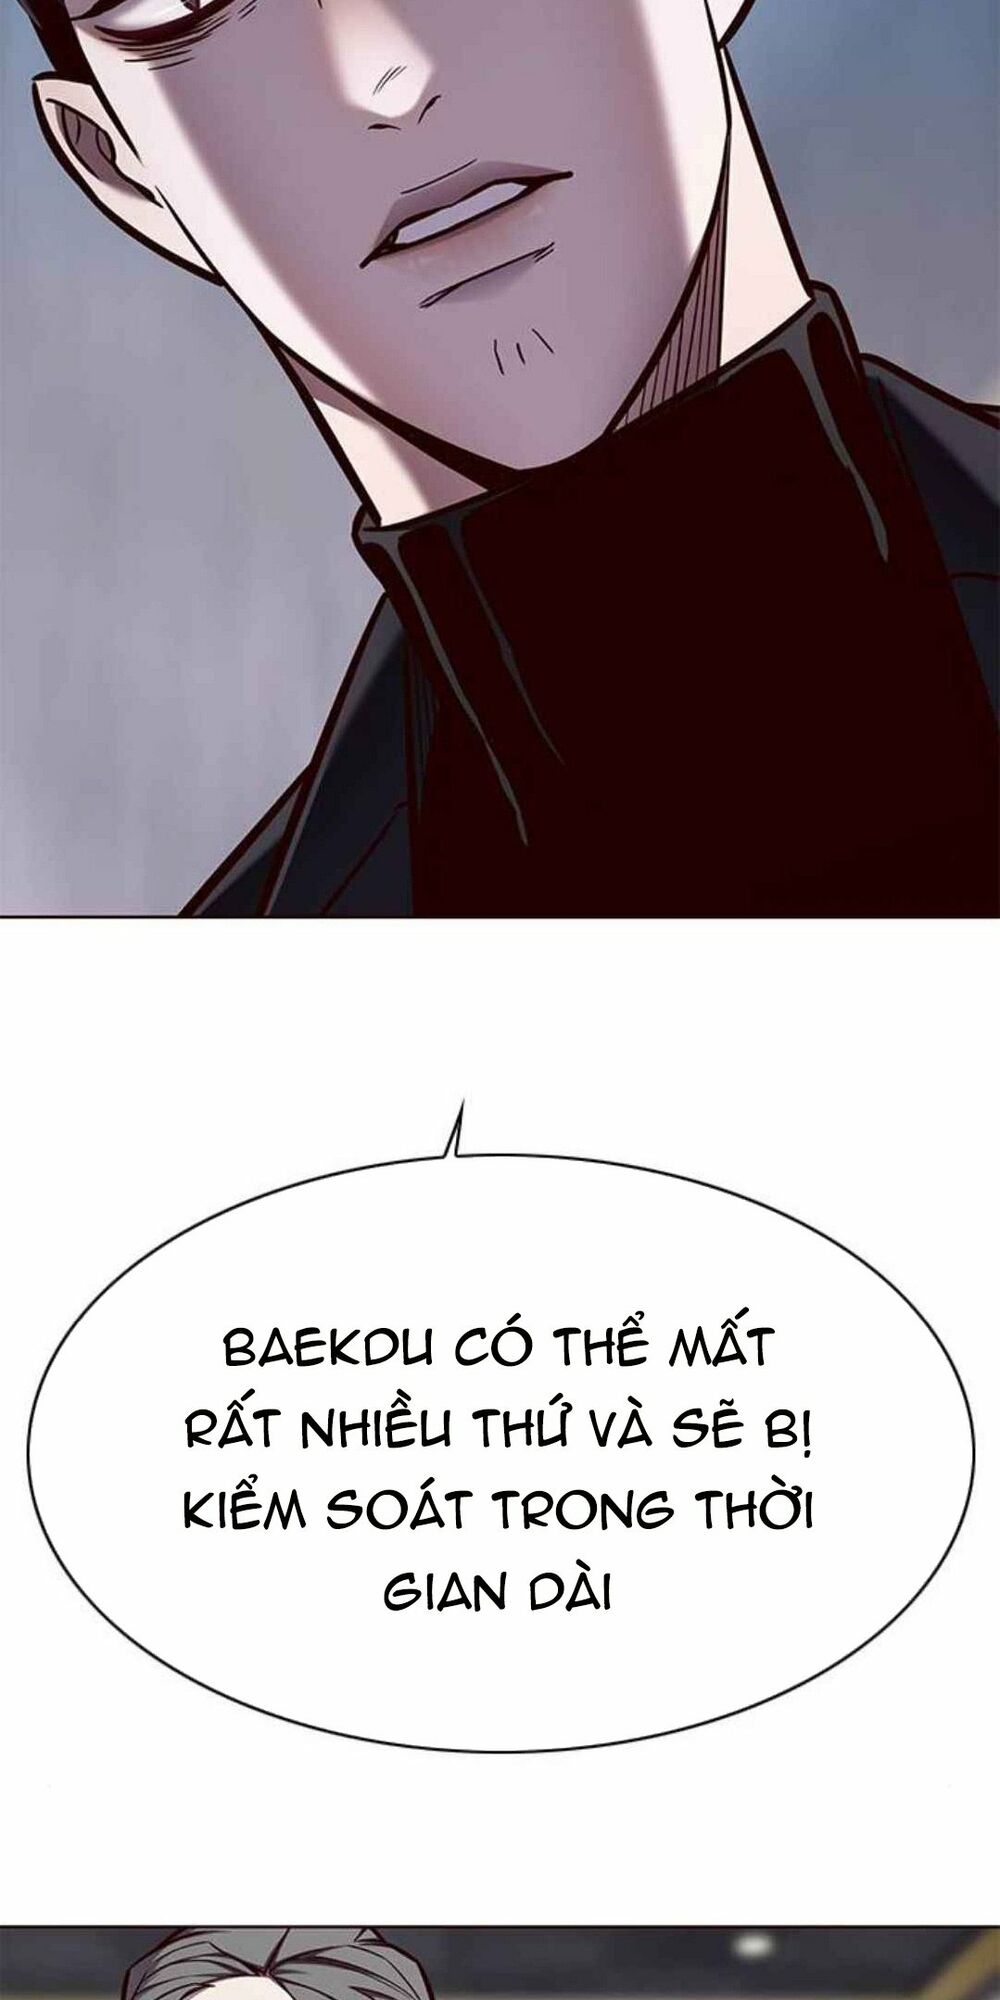 BAEKDU CÓ THỂ MẤT
RẤT NHIỀU THỨ VÀ SẼ BỊ
KIỂM SOÁT TRONG THỜI
GIAN DÀI